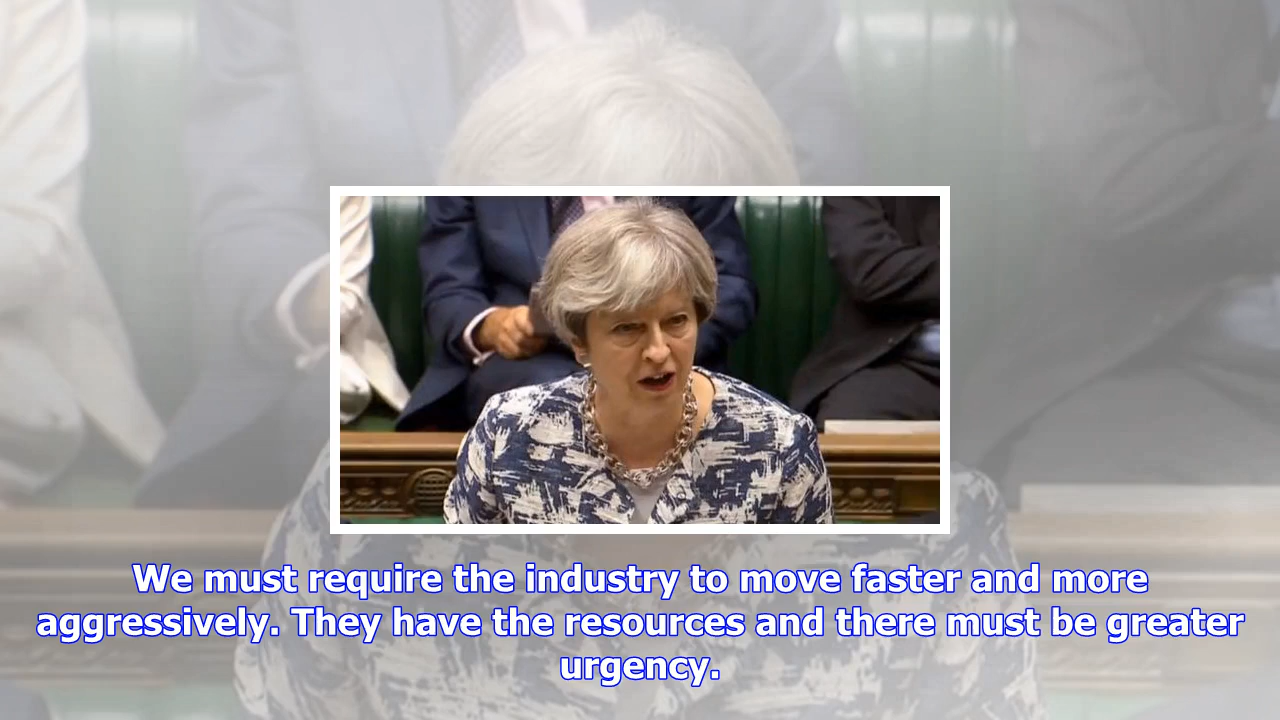 We must require the industry to move faster and more
aggressively. They have the resources and there must be greater
urgency.